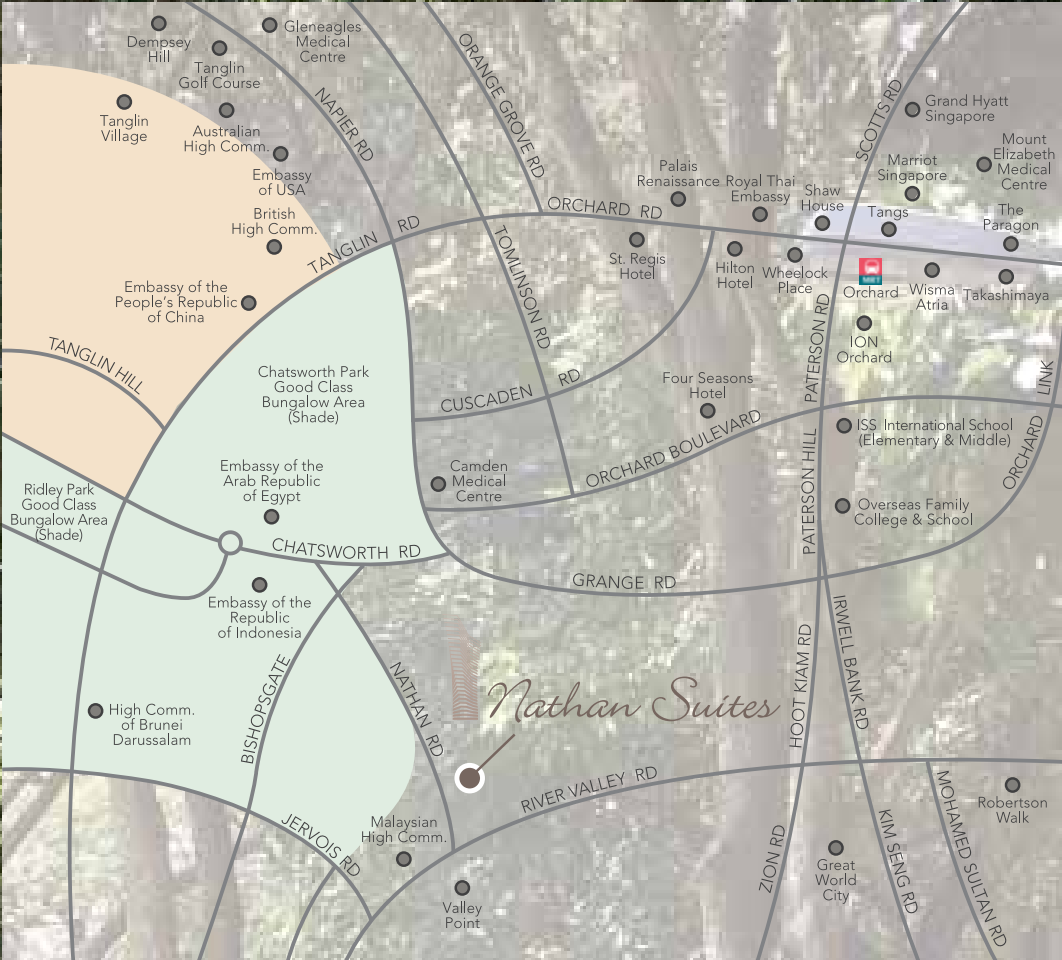 Dempsey
Hill
Gleneagles
Medical
Centre
Tanglin
Golf Course
Tanglin
Village
Australian
High Comm.
Embassy
of USA
British
High Comm.
Embassy of the
People's Republic
of China
NAPIER RD
ORANGE GROVE RD
SCOTTS RD
Grand Hyatt
Singapore
Mount
Elizabeth
Medical
Centre
Marriot
Singapore
Palais
Renaissance
Royal Thai
Embassy
Shaw
House
Tangs
The
Paragon
TANGLIN RD
ORCHARD RD
TOMLINSON RD
St. Regis
Hotel
Hilton
Hotel
Wheelock
Place
MRT
Orchard
Wisma
Atria
Takashimaya
ION
Orchard
PATERSON RD
TANGLIN HILL
Chatsworth Park
Good Class
Bungalow Area
(Shade)
CUSCADEN RD
Four Seasons
Hotel
ORCHARD BOULEVARD
ORCHARD LINK
ISS International School
(Elementary & Middle)
PATERSON HILL
Overseas Family
College & School
Embassy of the
Arab Republic
of Egypt
Camden
Medical
Centre
Ridley Park
Good Class
Bungalow Area
(Shade)
CHATSWORTH RD
GRANGE RD
Embassy of the
Republic
of Indonesia
IRWELL BANK RD
HOOT KIAM RD
BISHOPSGATE
NATHAN RD
Nathan Suites
High Comm.
of Brunei
Darussalam
RIVER VALLEY RD
JERVOIS RD
Malaysian
High Comm.
Valley
Point
ZION RD
Great
World
City
KIM SENG RD
MOHAMED SULTAN RD
Robertson
Walk